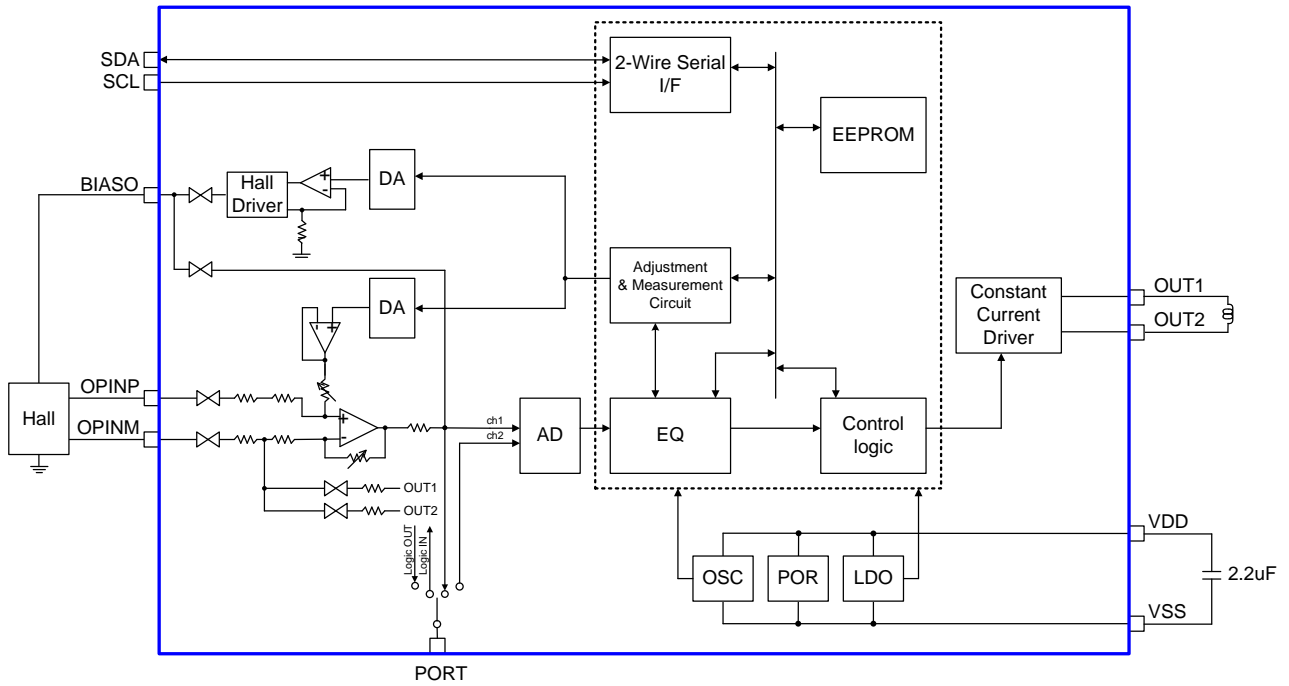 SDA
SCL
2-Wire Serial
I/F
EEPROM
BIASO
Hall
Driver
+
-
DA
Adjustment
& Measurement
Circuit
DA
-
+
Constant
Current
Driver
OUT1
OUT2
OPINP
Hall
OPINM
+
-
ch1
ch2
AD
EQ
Control
logic
OUT1
OUT2
Logic OUT
Logic IN
OSC
POR
LDO
VDD
2.2uF
VSS
PORT